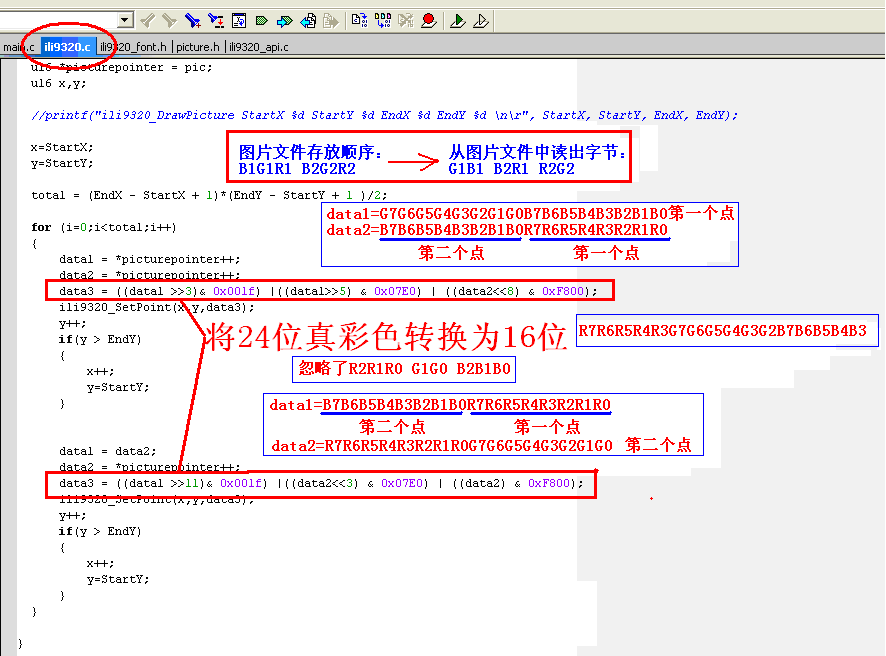 main.c ili9320.c ili9320_font.h picture.h ili9320_api.c
u16 *picturepointer = pic;
u16 x,y;
//printf("ili9320_DrawPicture StartX %d StartY %d EndX %d EndY %d \n\r", StartX, StartY, EndX, EndY);
x=StartX;
y=StartY;
图片文件存放顺序：
B1G1R1 B2G2R2
从图片文件中读出字节：
G1B1 B2R1 R2G2
total = (EndX - StartX + 1)*(EndY - StartY + 1 )/2;
data1=G7G6G5G4G3G2G1G0B7B6B5B4B3B2B1B0第一个点
data2=B7B6B5B4B3B2B1B0R7R6R5R4R3R2R1R0
第二个点 第一个点
for (i=0;i<total;i++)
{
data1 = *picturepointer++;
data2 = *picturepointer++;
data3 = ((data1 >>3)& 0x001f) |((data1>>5) & 0x07E0) | ((data2<<8) & 0xF800);
ili9320_SetPoint(x,y,data3);
y++;
将24位真彩色转换为16位
R7R6R5R4R3G7G6G5G4G3G2B7B6B5B4B3
if(y > EndY)
{
x++;
y=StartY;
}
忽略了R2R1R0 G1G0 B2B1B0
data1=B7B6B5B4B3B2B1B0R7R6R5R4R3R2R1R0
第二个点 第一个点
data2=R7R6R5R4R3R2R1R0G7G6G5G4G3G2G1G0 第二个点
data1 = data2;
data2 = *picturepointer++;
data3 = ((data1 >>11)& 0x001f) |((data2<<3) & 0x07E0) | ((data2) & 0xF800);
ili9320_SetPoint(x,y,data3);
y++;
if(y > EndY)
{
x++;
y=StartY;
}
}
}